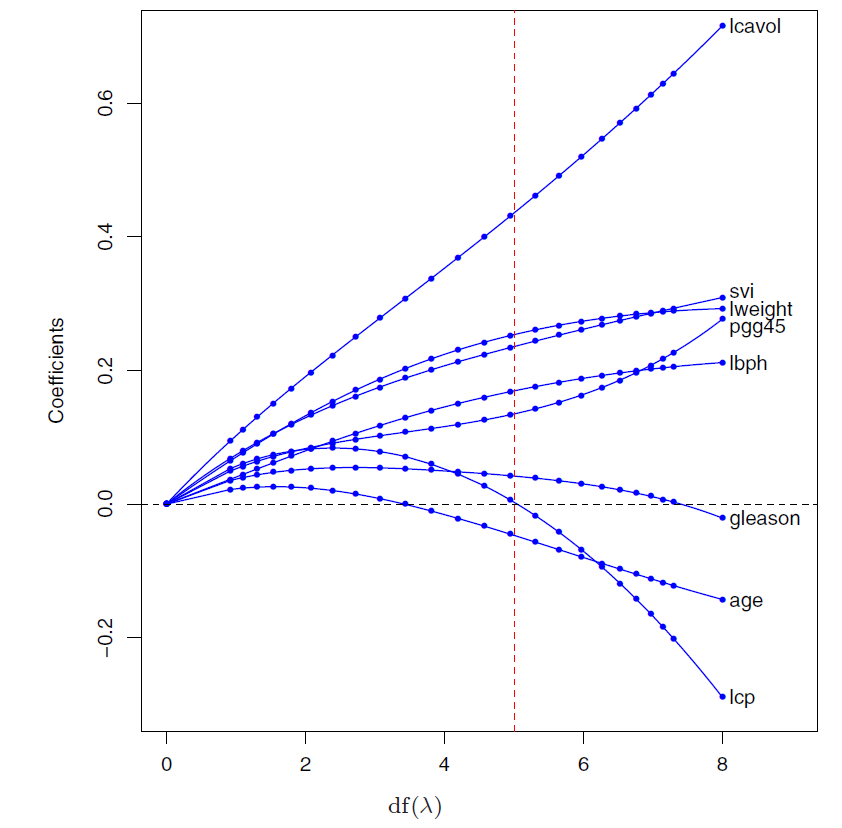 lcavol
0.6
0.4
svi
lweight
pgg45
Coefficients
0.2
lbph
0.0
gleason
age
−0.2
lcp
0 2 4 6 8
df(λ)